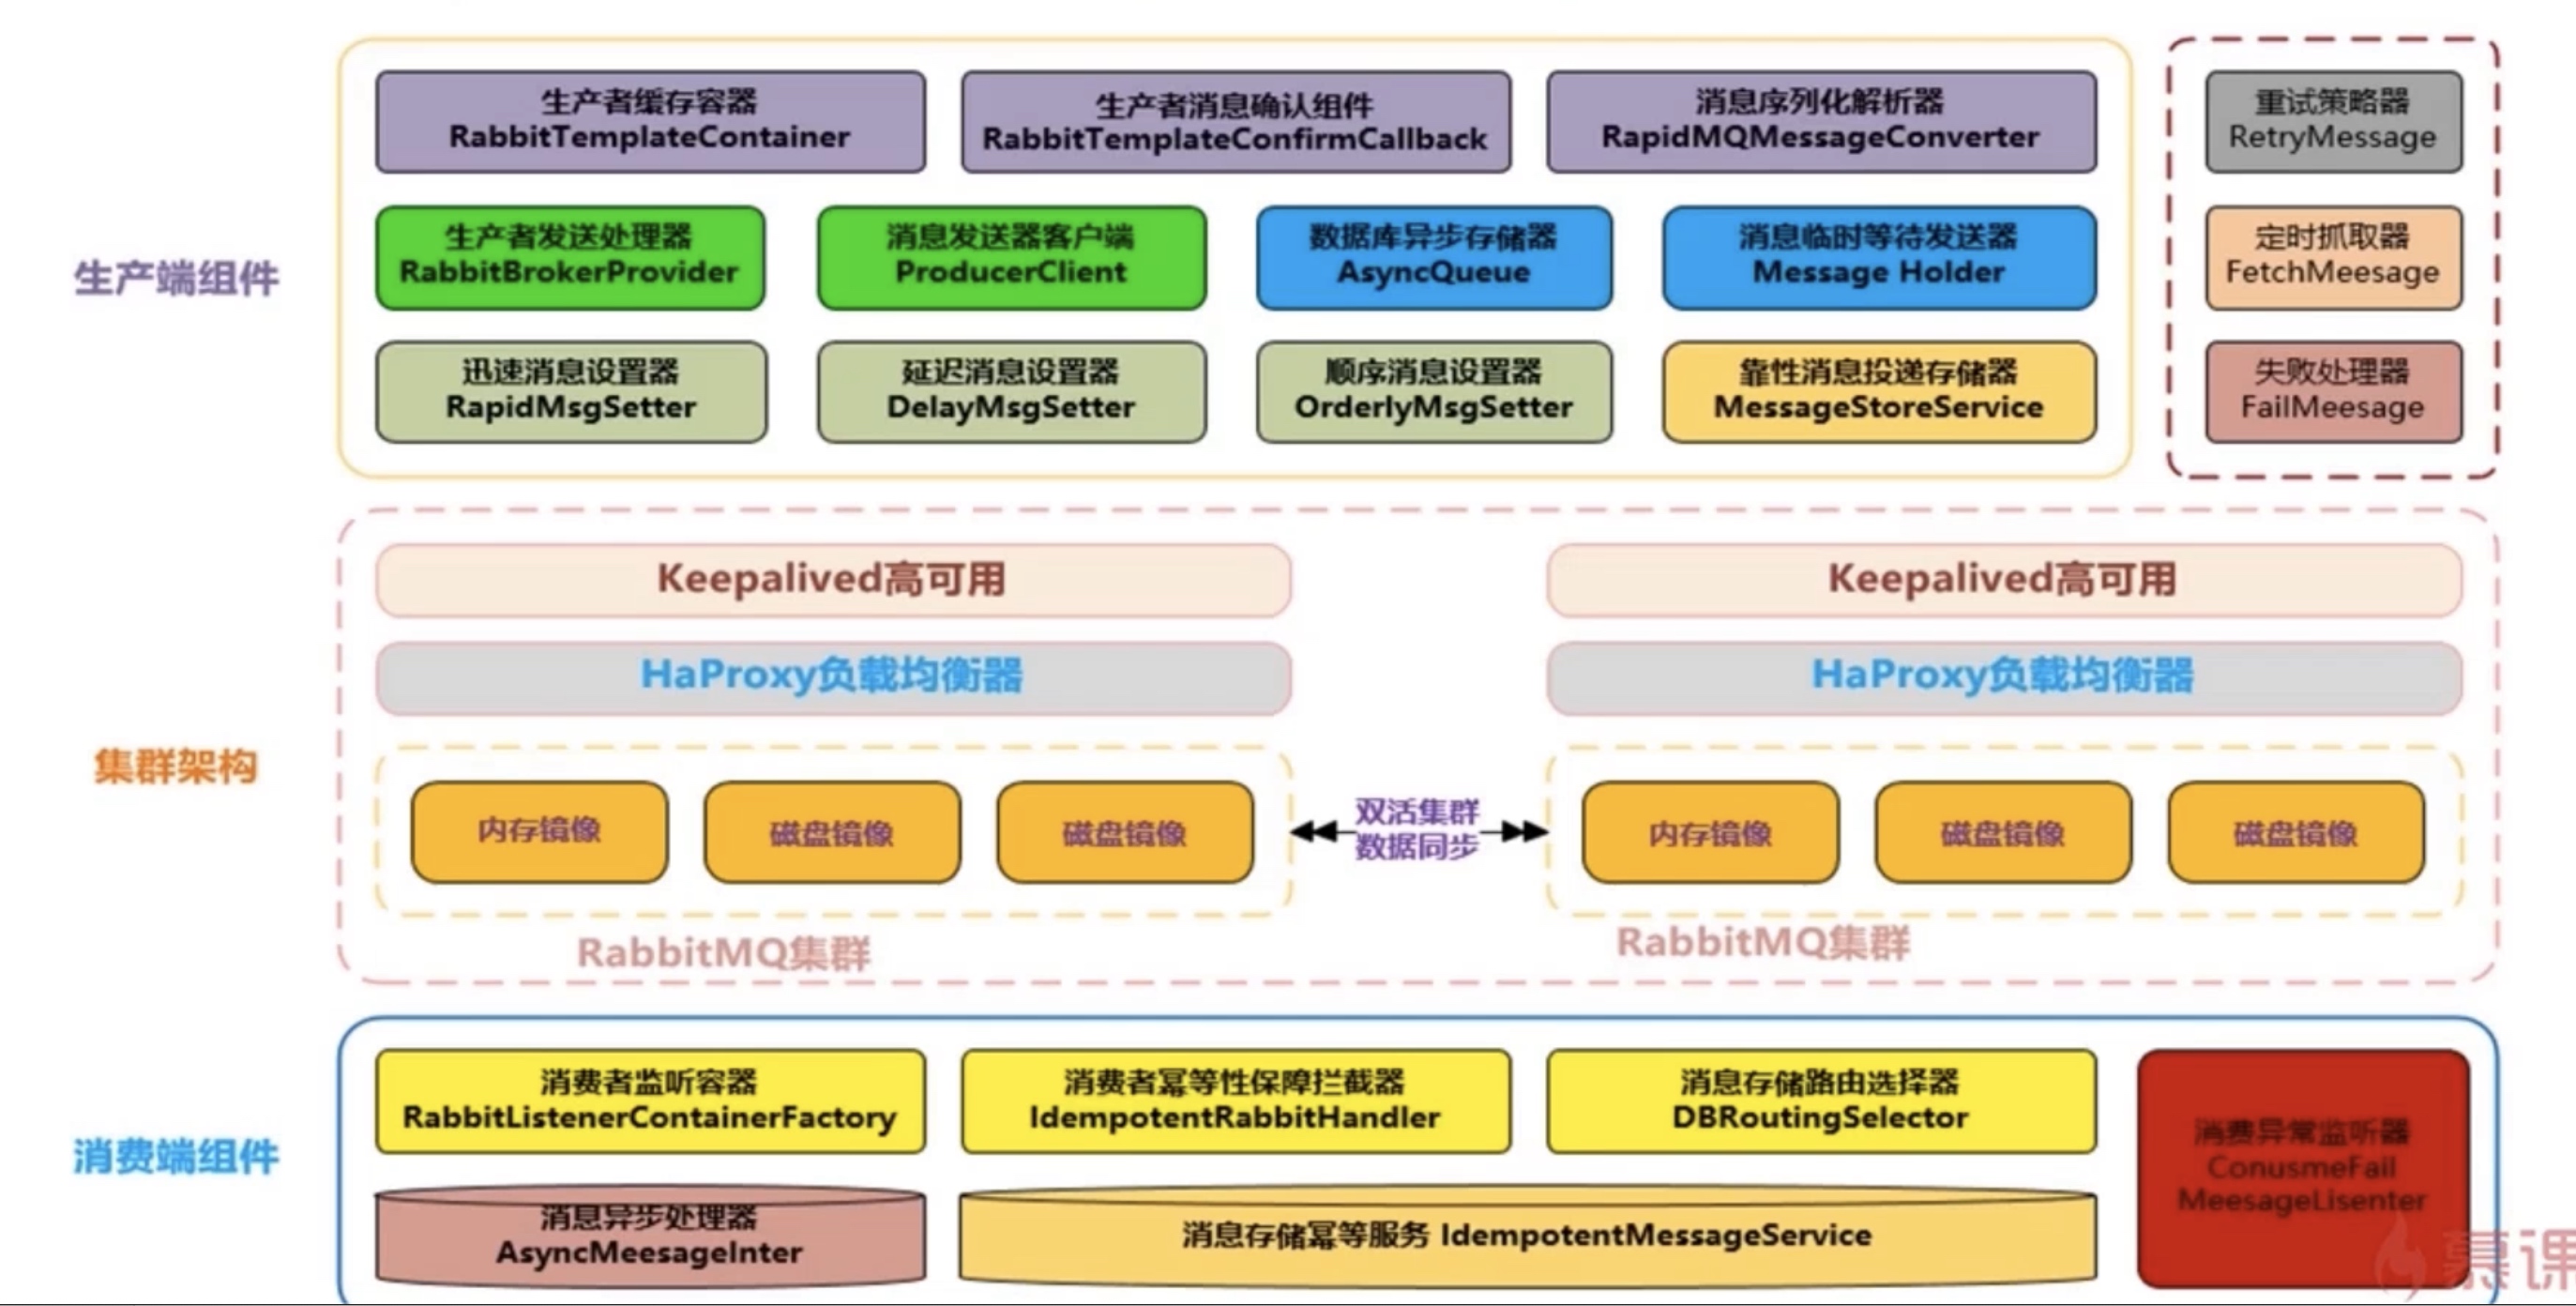 生产者缓存容器
RabbitTemplateContainer
生产者消息确认组件
RabbitTemplateConfirmCallback
消息序列化解析器
RapidMQMessageConverter
重试策略器
RetryMessage
生产端组件
生产者发送处理器
RabbitBrokerProvider
消息发送器客户端
ProducerClient
数据库异步存储器
AsyncQueue
消息临时等待发送器
Message Holder
定时抓取器
FetchMeesage
迅速消息设置器
RapidMsgSetter
延迟消息设置器
DelayMsgSetter
顺序消息设置器
OrderlyMsgSetter
靠性消息投递存储器
MessageStoreService
失败处理器
FailMeesage
集群架构
Keepalived高可用
Keepalived高可用
HaProxy负载均衡器
HaProxy负载均衡器
内存镜像
磁盘镜像
磁盘镜像
双活集群
数据同步
内存镜像
磁盘镜像
磁盘镜像
RabbitMQ集群
RabbitMQ集群
消费端组件
消费者监听容器
RabbitListenerContainerFactory
消费者幂等性保障拦截器
IdempotentRabbitHandler
消息存储路由选择器
DBRoutingSelector
消费异常监听器
ConusmeFail
MeesageLisenter
消息异步处理器
AsyncMeesageInter
消息存储幂等服务 IdempotentMessageService
慕课